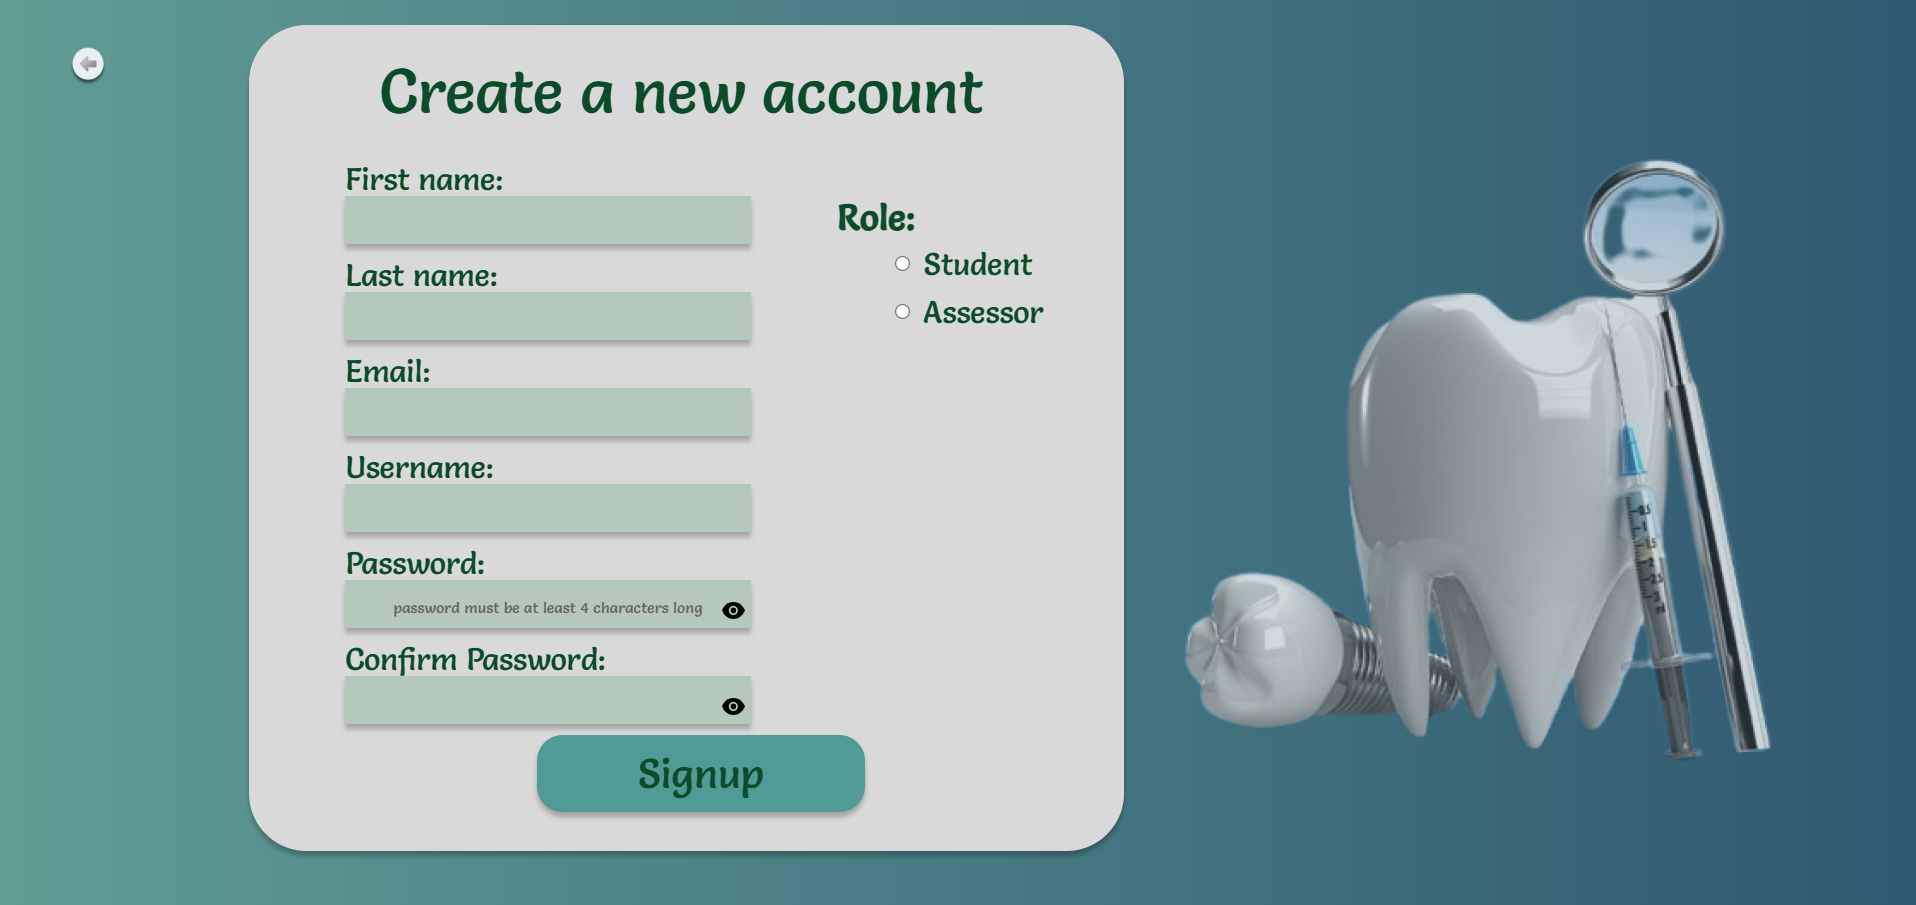 Create a new account
First name:
Last name:
Email:
Username:
Password:
password must be at least 4 characters long
Confirm Password:
Role:
Student
Assessor
Signup